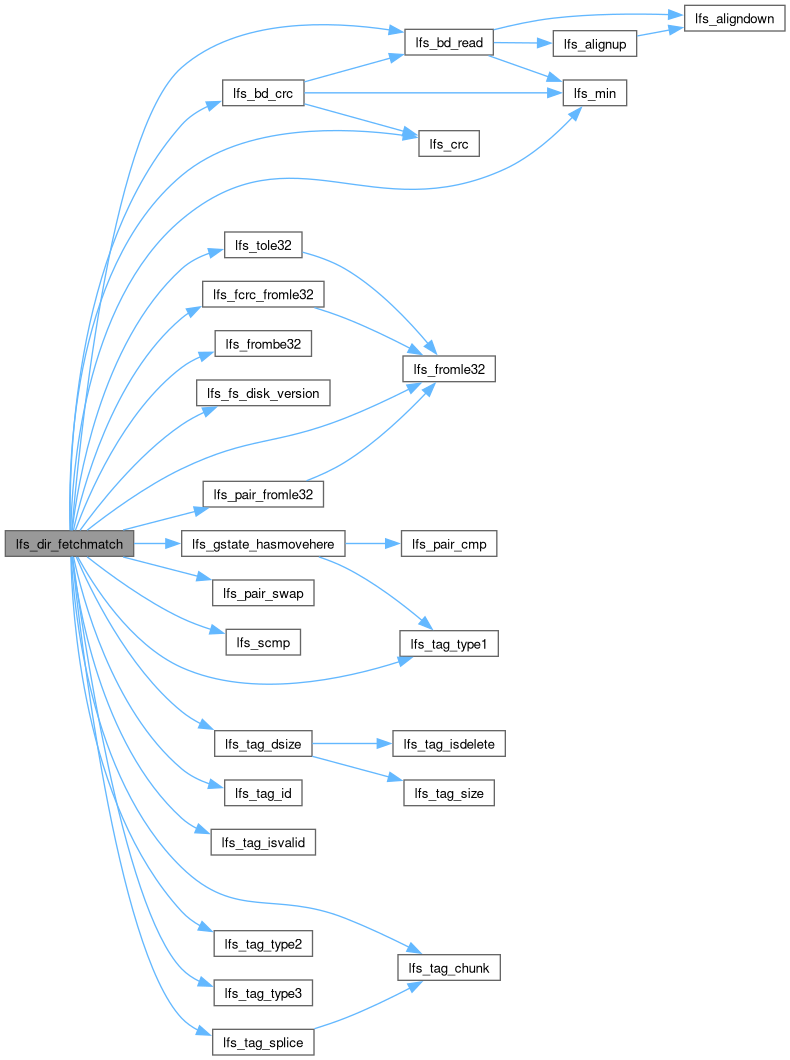 lfs_aligndown
lfs_bd_read
lfs_alignup
lfs_bd_crc
lfs_min
lfs_crc
lfs_tole32
lfs_fcrc_fromle32
lfs_frombe32
lfs_fromle32
lfs_fs_disk_version
lfs_pair_fromle32
lfs_dir_fetchmatch
lfs_gstate_hasmovehere
lfs_pair_cmp
lfs_pair_swap
lfs_scmp
lfs_tag_type1
lfs_tag_dsize
lfs_tag_isdelete
lfs_tag_id
lfs_tag_size
lfs_tag_isvalid
lfs_tag_type2
lfs_tag_chunk
lfs_tag_type3
lfs_tag_splice